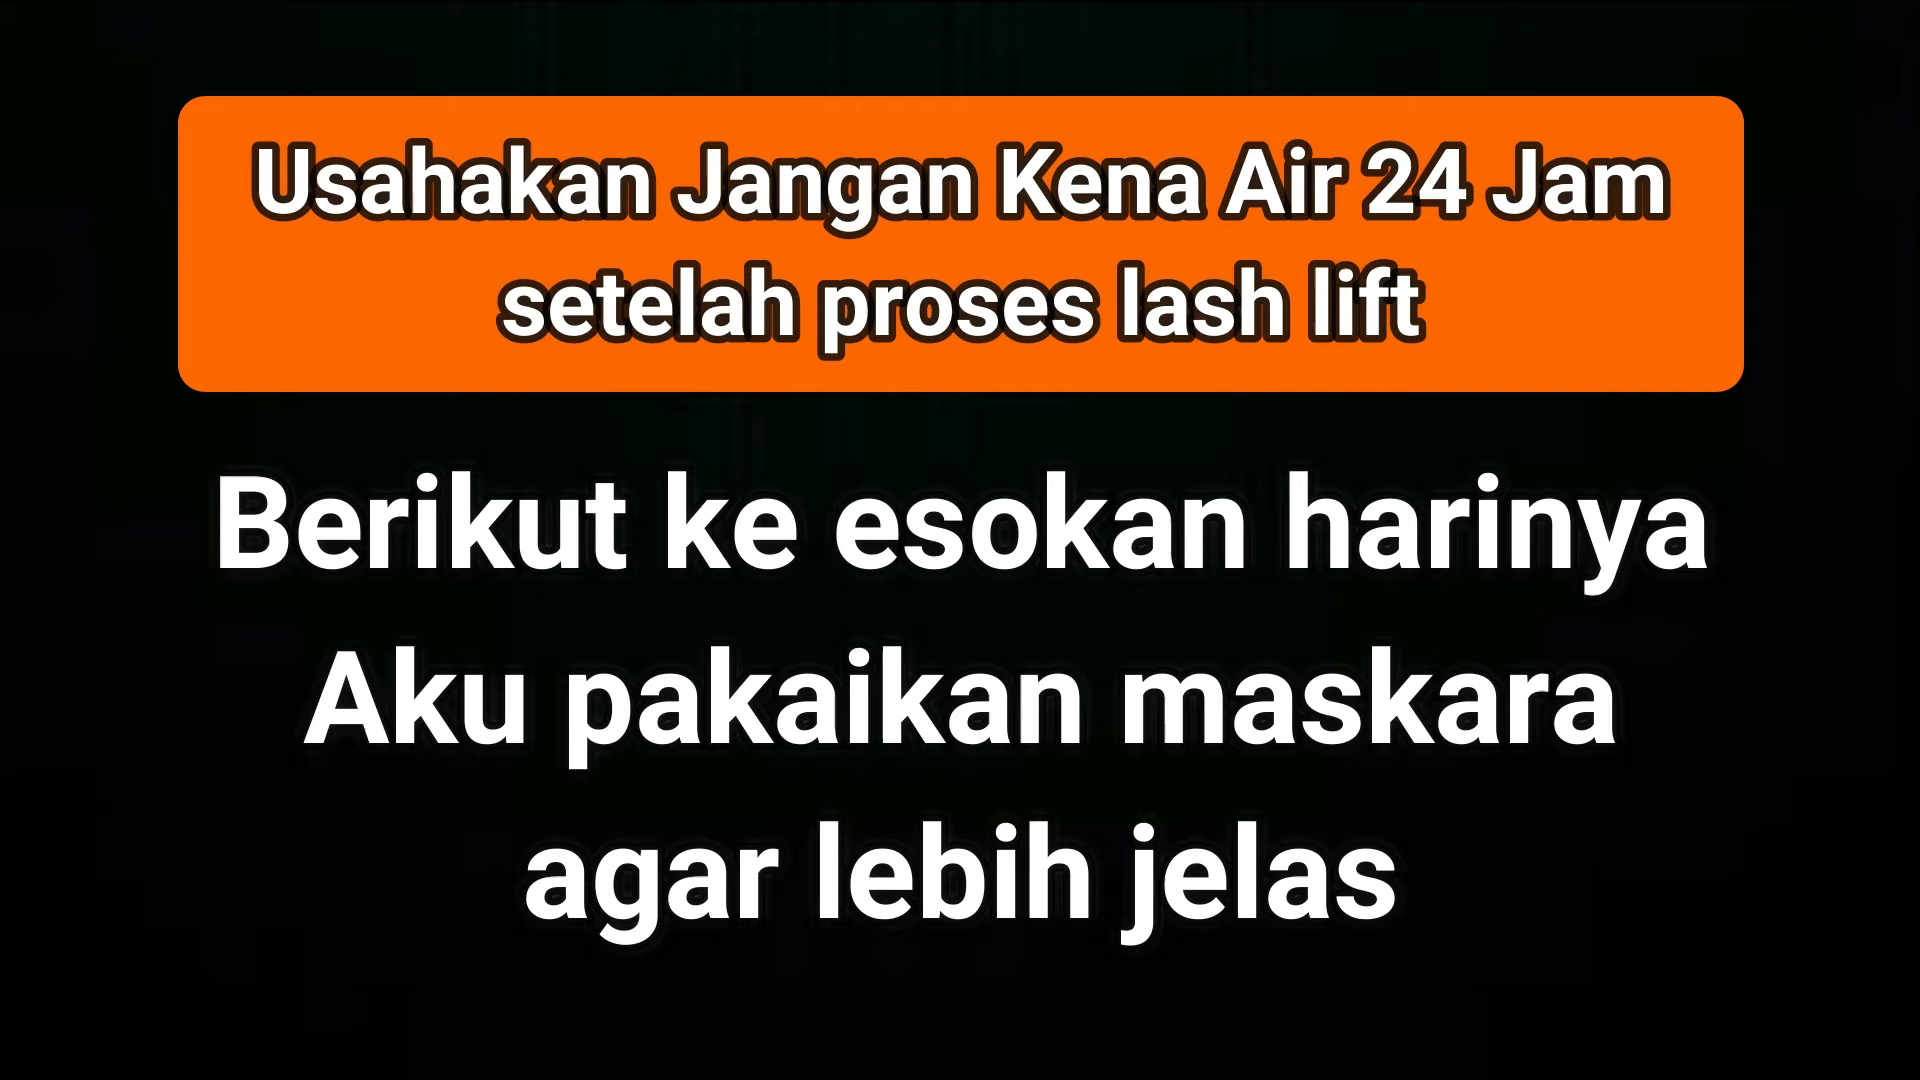 Usahakan Jangan Kena Air 24 Jam
setelah proses lash lift
Berikut ke esokan harinya
Aku pakaikan maskara
agar lebih jelas